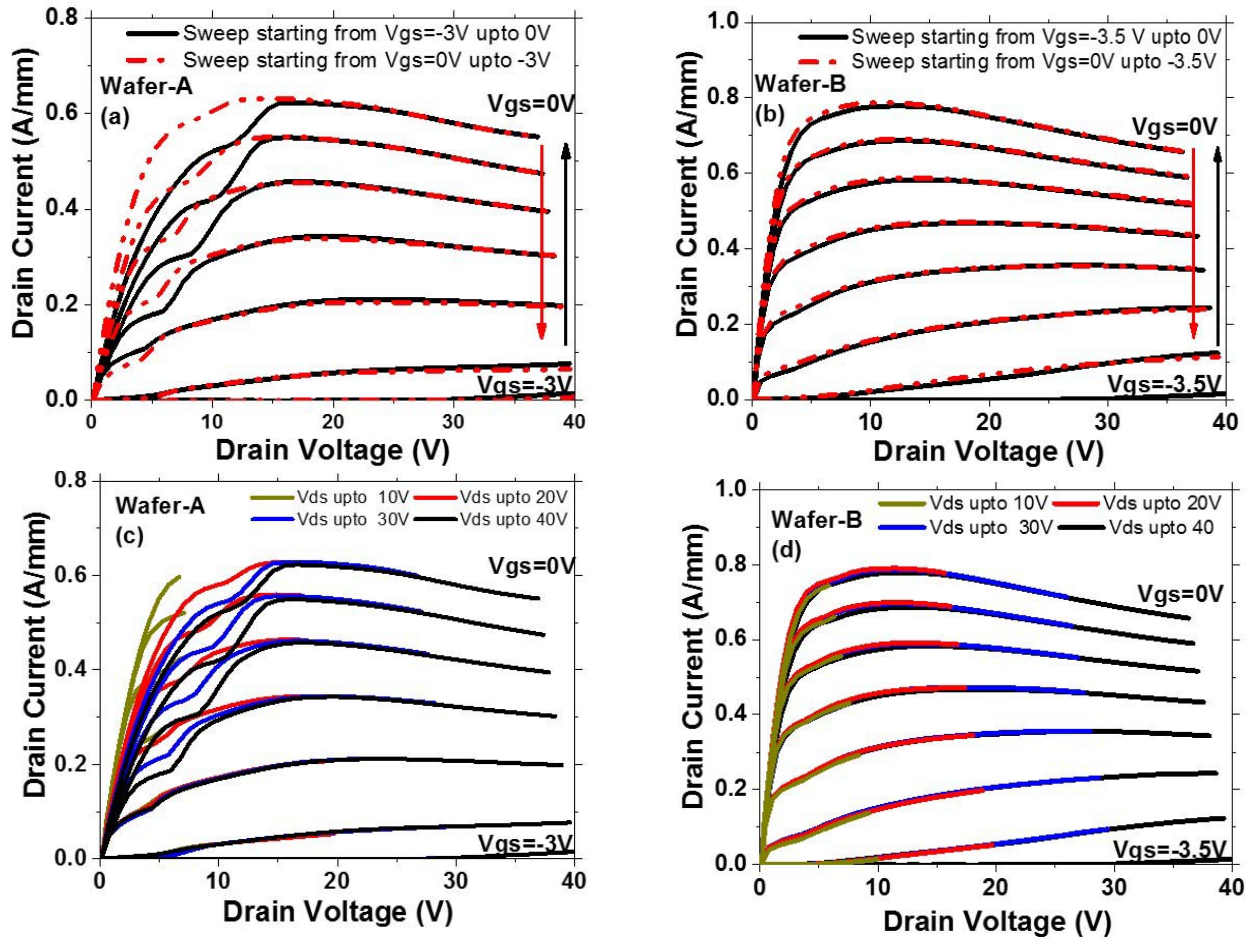 0.8
Sweep starting from Vgs=-3V upto 0V
Sweep starting from Vgs=0V upto -3V
Wafer-A
(a)
Vgs=0V
Vgs=-3V
0.6
0.4
0.2
0.0
0 10 20 30 40
Drain Current (A/mm)
Drain Voltage (V)
1.0
Sweep starting from Vgs=-3.5 V upto 0V
Sweep starting from Vgs=0V upto -3.5V
Wafer-B
(b)
Vgs=0V
Vgs=-3.5V
0.8
0.6
0.4
0.2
0.0
0 10 20 30 40
Drain Current (A/mm)
Drain Voltage (V)
0.8
Wafer-A
(c)
Vds upto 10V
Vds upto 20V
Vds upto 30V
Vds upto 40V
Vgs=0V
Vgs=-3V
0.6
0.4
0.2
0.0
0 10 20 30 40
Drain Current (A/mm)
Drain Voltage (V)
1.0
Wafer-B
(d)
Vds upto 10V
Vds upto 20V
Vds upto 30V
Vds upto 40
Vgs=0V
Vgs=-3.5V
0.8
0.6
0.4
0.2
0.0
0 10 20 30 40
Drain Current (A/mm)
Drain Voltage (V)